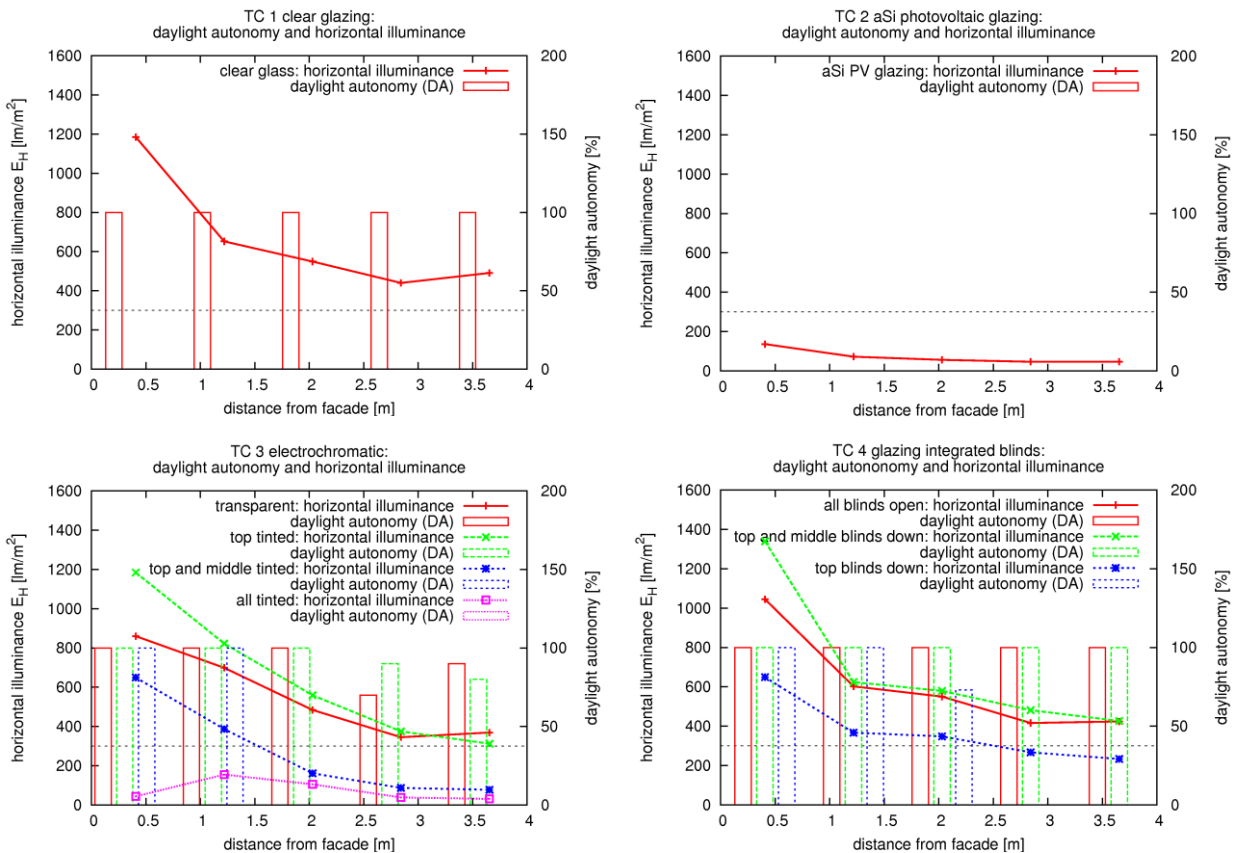 TC 1 clear glazing:
daylight autonomy and horizontal illuminance
1600
1400
1200
1000
800
600
400
200
0
horizontal illuminance E_H [lm/m²]
clear glass: horizontal illuminance
daylight autonomy (DA)
200
150
100
50
0
daylight autonomy [%]
0 0.5 1 1.5 2 2.5 3 3.5 4
distance from facade [m]
TC 2 aSi photovoltaic glazing:
daylight autonomy and horizontal illuminance
1600
1400
1200
1000
800
600
400
200
0
horizontal illuminance E_H [lm/m²]
aSi PV glazing: horizontal illuminance
daylight autonomy (DA)
200
150
100
50
0
daylight autonomy [%]
0 0.5 1 1.5 2 2.5 3 3.5 4
distance from facade [m]
TC 3 electrochromatic:
daylight autonomy and horizontal illuminance
1600
1400
1200
1000
800
600
400
200
0
horizontal illuminance E_H [lm/m²]
transparent: horizontal illuminance
daylight autonomy (DA)
top tinted: horizontal illuminance
daylight autonomy (DA)
top and middle tinted: horizontal illuminance
daylight autonomy (DA)
all tinted: horizontal illuminance
daylight autonomy (DA)
200
150
100
50
0
daylight autonomy [%]
0 0.5 1 1.5 2 2.5 3 3.5 4
distance from facade [m]
TC 4 glazing integrated blinds:
daylight autononomy and horizontal illuminance
1600
1400
1200
1000
800
600
400
200
0
horizontal illuminance E_H [lm/m²]
all blinds open: horizontal illuminance
daylight autonomy (DA)
top and middle blinds down: horizontal illuminance
daylight autonomy (DA)
top blinds down: horizontal illuminance
daylight autonomy (DA)
200
150
100
50
0
daylight autonomy [%]
0 0.5 1 1.5 2 2.5 3 3.5 4
distance from facade [m]